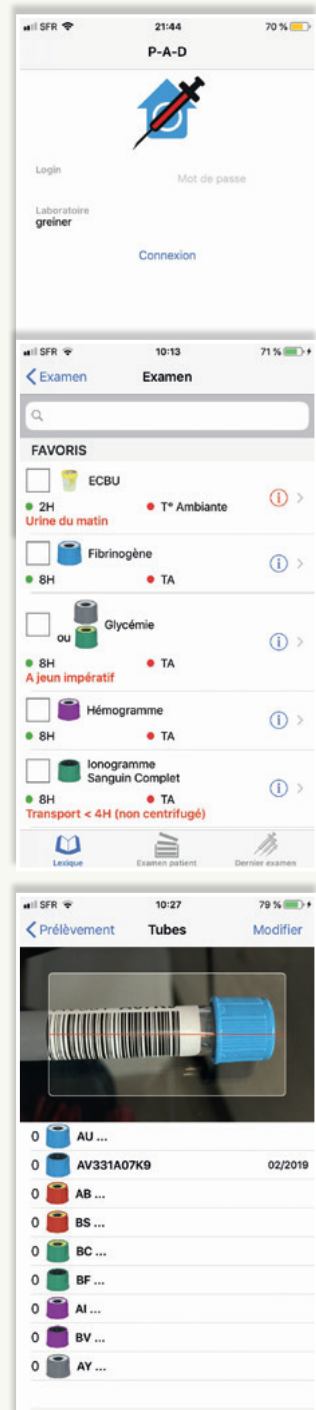 SFR 21:44 70 %
P-A-D
Login
Mot de passe
Laboratoire
greiner
Connexion
SFR 10:13 71 %
Examen Examen
FAVORIS
ECBU
2H T° Ambiante
Urine du matin
Fibrinogène
8H TA
ou Glycémie
8H TA
A jeun impératif
Hémogramme
8H TA
Ionogramme
Sanguin Complet
8H TA
Transport < 4H (non centrifugé)
Lexique Examen patient Dernier examen
SFR 10:27 79 %
Prélèvement Tubes Modifier
0 AU ...
0 AV331A07K9 02/2019
0 AB ...
0 BS ...
0 BC ...
0 BF ...
0 AI ...
0 BV ...
0 AY ...